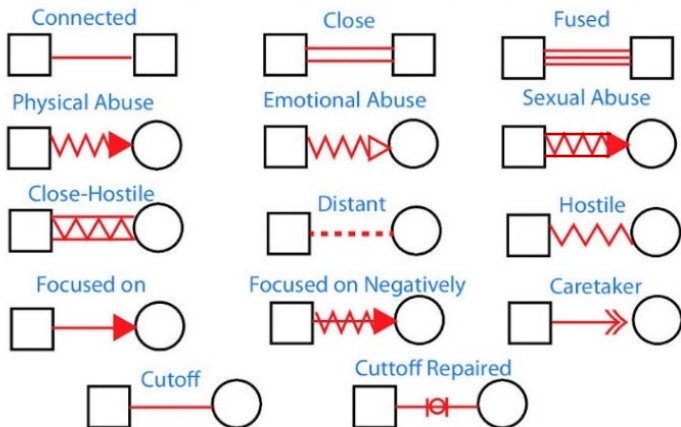 Connected Close Fused
Physical Abuse Emotional Abuse Sexual Abuse
Close-Hostile Distant Hostile
Focused on Focused on Negatively Caretaker
Cutoff Cuttoff Repaired